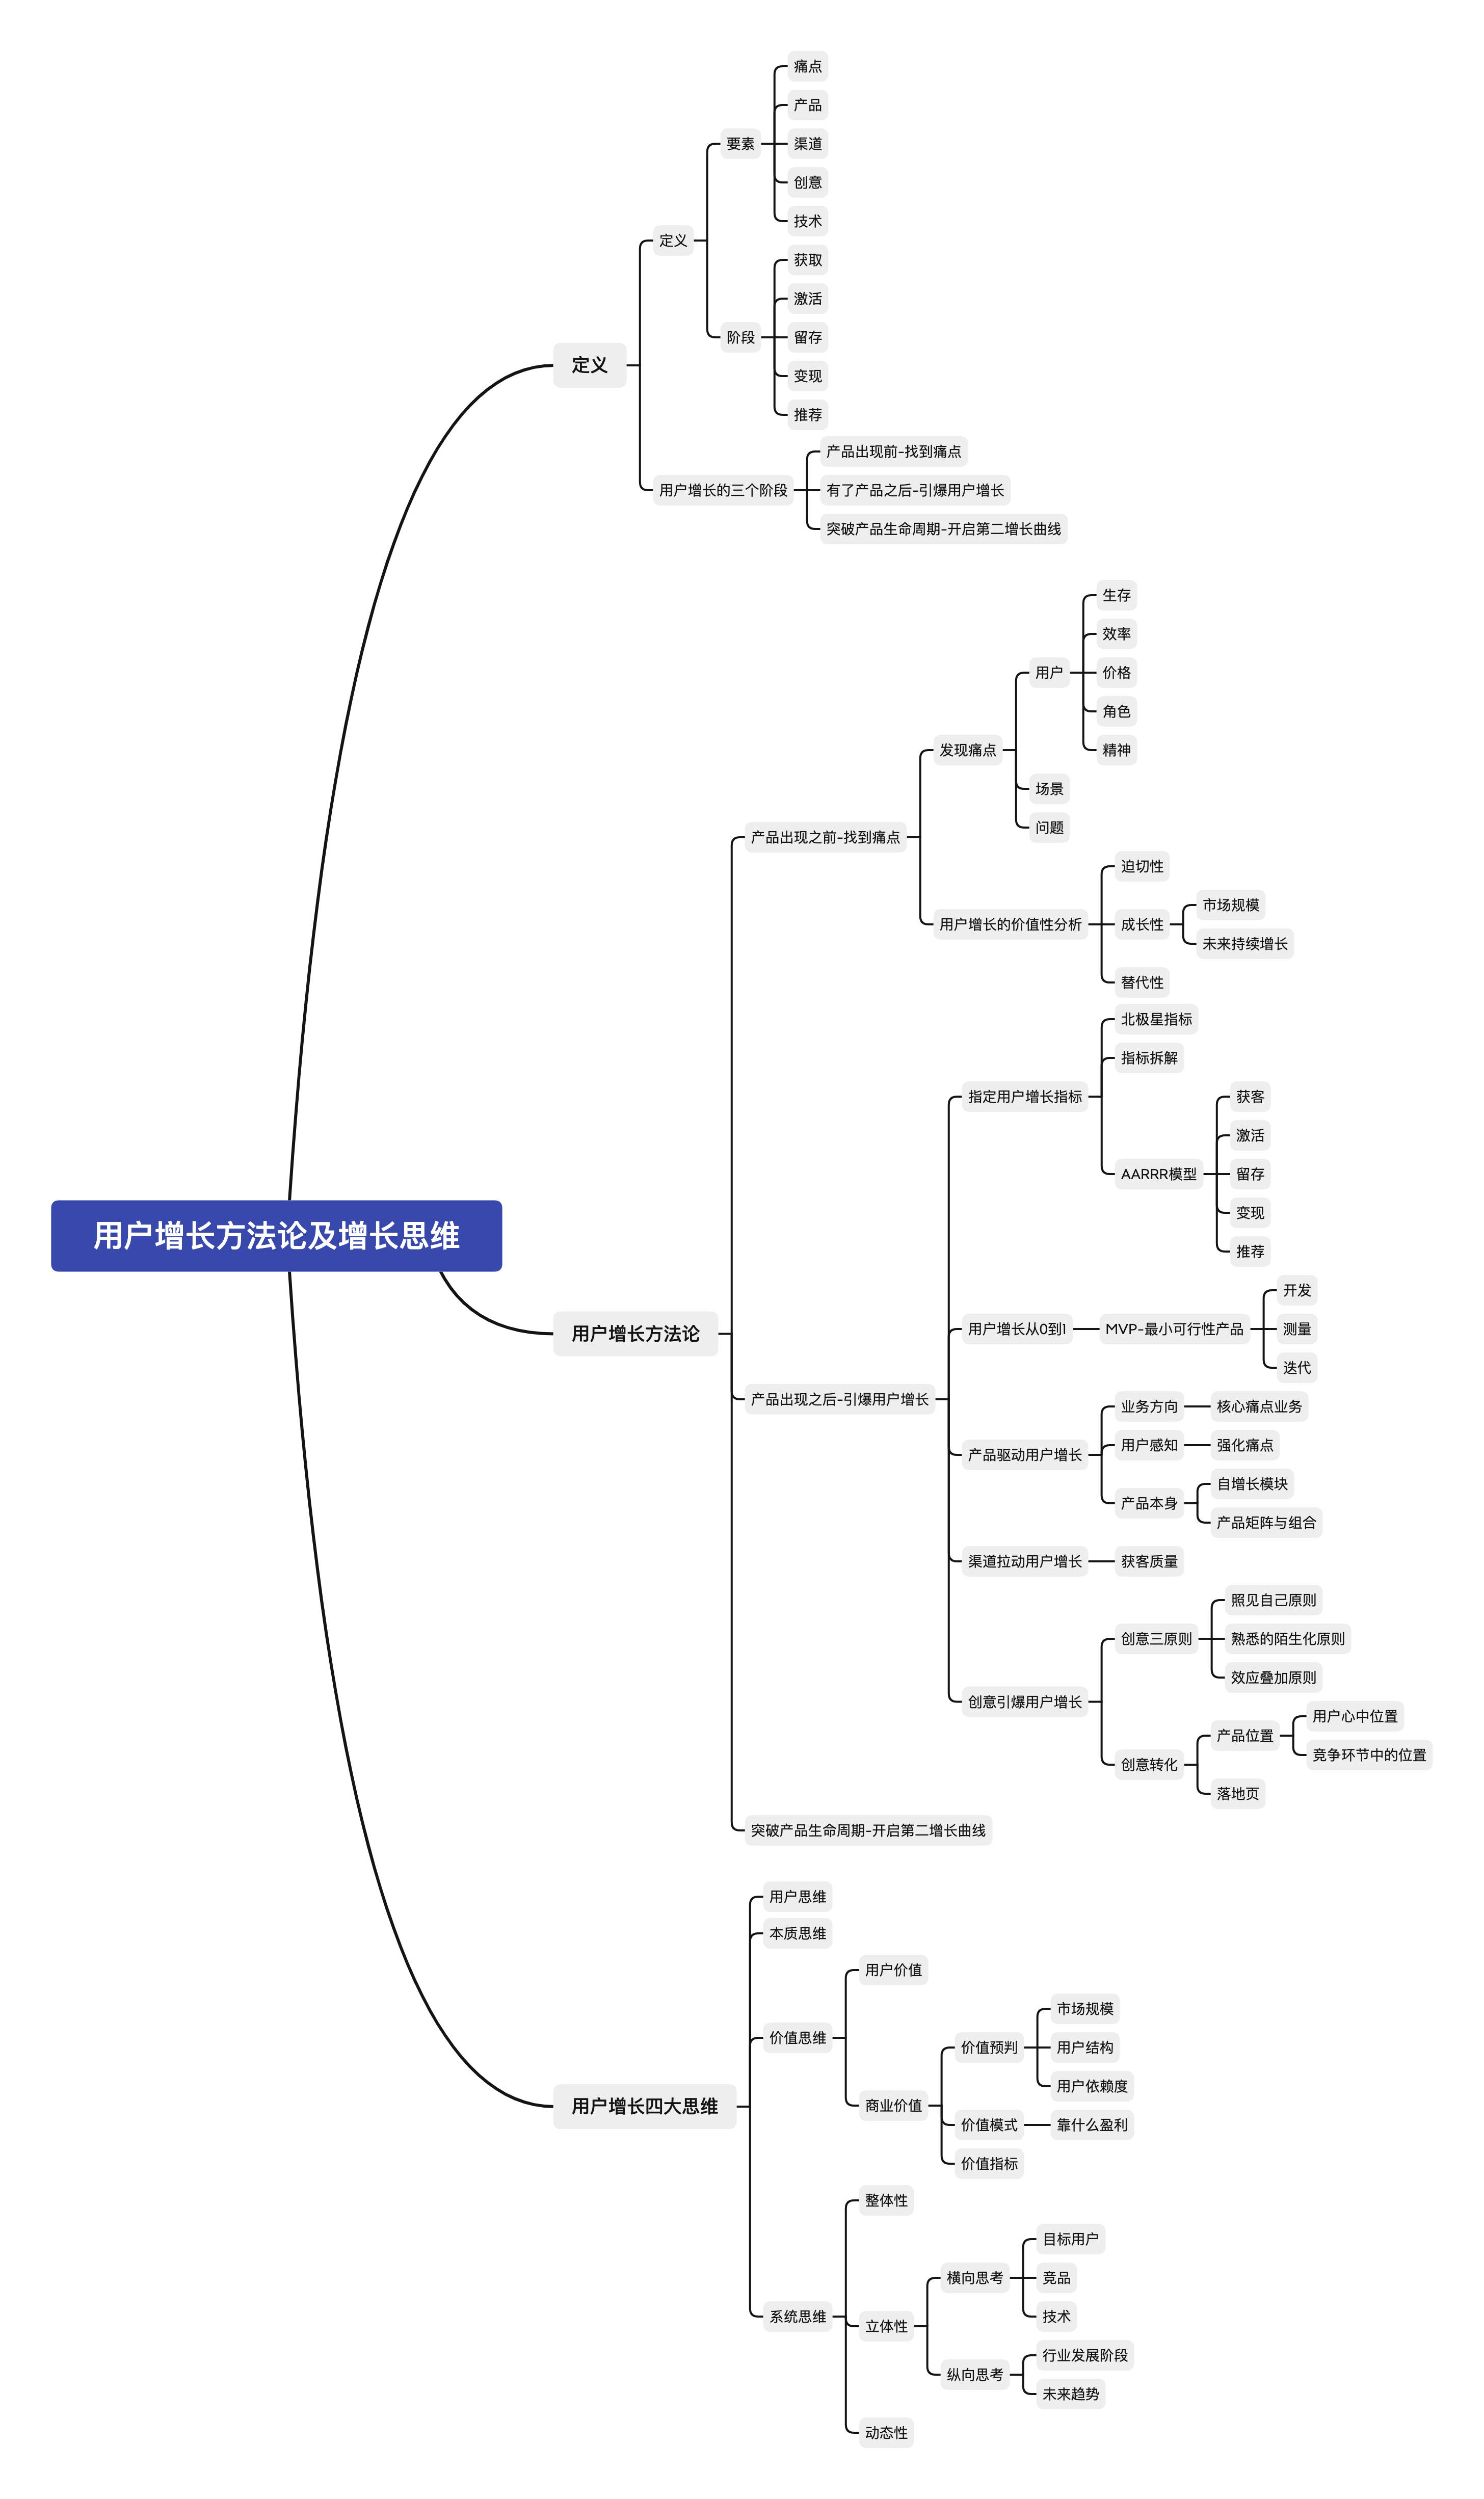 用户增长方法论及增长思维
定义
定义
要素
痛点
产品
渠道
创意
技术
阶段
获取
激活
留存
变现
推荐
用户增长的三个阶段
产品出现前-找到痛点
有了产品之后-引爆用户增长
突破产品生命周期-开启第二增长曲线
用户增长方法论
产品出现之前-找到痛点
发现痛点
用户
生存
效率
价格
角色
精神
场景
问题
用户增长的价值性分析
迫切性
成长性
市场规模
未来持续增长
替代性
产品出现之后-引爆用户增长
指定用户增长指标
北极星指标
指标拆解
AARRR模型
获客
激活
留存
变现
推荐
用户增长从0到1
MVP-最小可行性产品
开发
测量
迭代
产品驱动用户增长
业务方向
核心痛点业务
用户感知
强化痛点
产品本身
自增长模块
产品矩阵与组合
渠道拉动用户增长
获客质量
创意引爆用户增长
创意三原则
照见自己原则
熟悉的陌生化原则
效应叠加原则
创意转化
产品位置
用户心中位置
竞争环节中的位置
落地页
突破产品生命周期-开启第二增长曲线
用户增长四大思维
用户思维
本质思维
价值思维
用户价值
商业价值
价值预判
市场规模
用户结构
用户依赖度
价值模式
靠什么盈利
价值指标
系统思维
整体性
立体性
横向思考
目标用户
竞品
技术
纵向思考
行业发展阶段
未来趋势
动态性